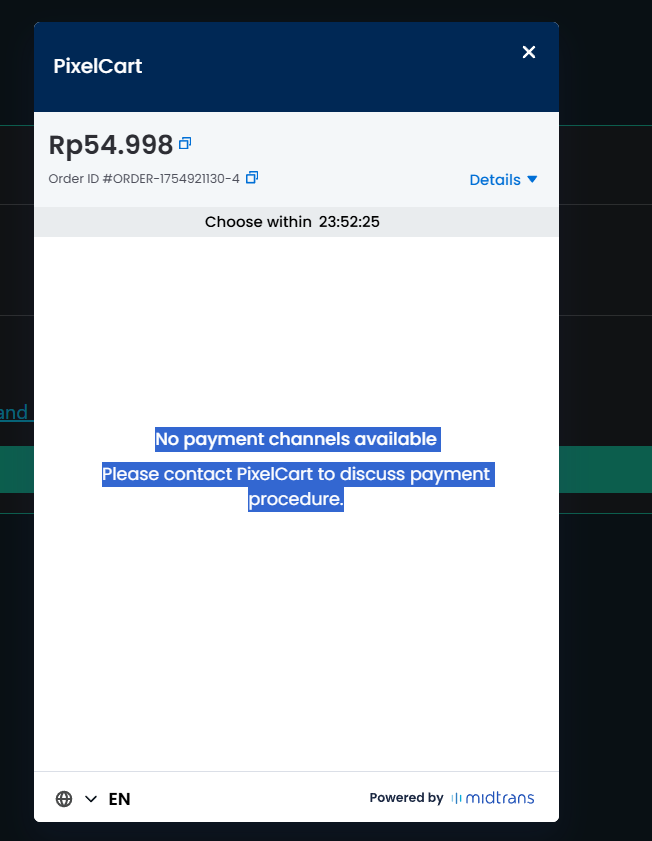 PixelCart
Rp54.998
Order ID #ORDER-1754921130-4
Details
Choose within 23:52:25
and
No payment channels available
Please contact PixelCart to discuss payment
procedure.
EN
Powered by midtrans